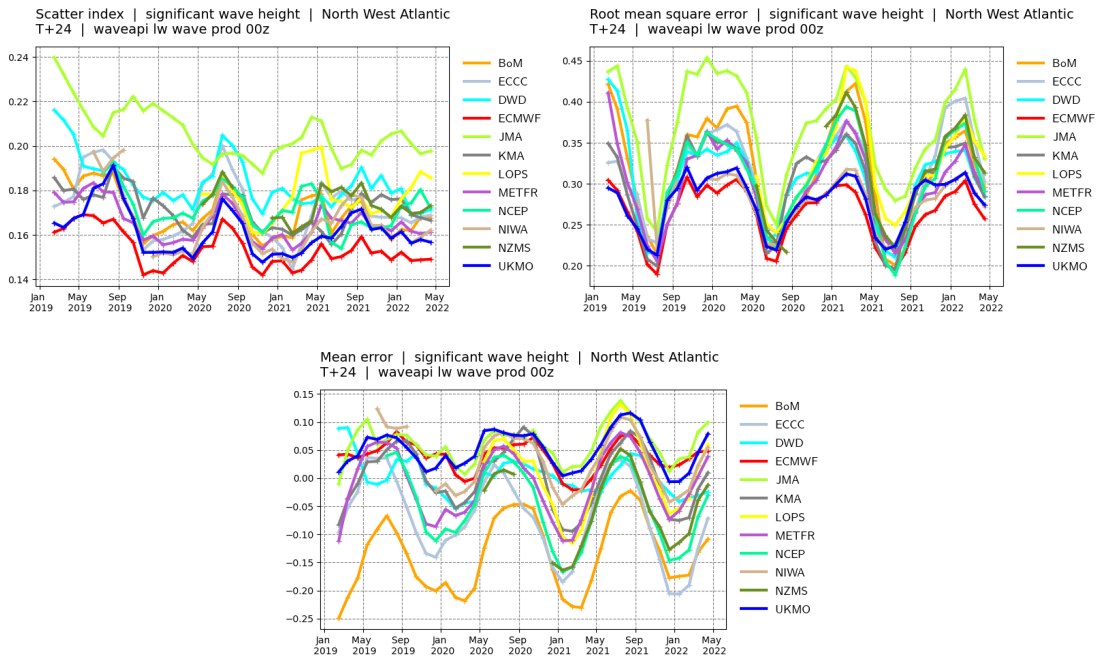 Scatter index | significant wave height | North West Atlantic
T+24 | waveapi lw wave prod 00z
0.24
0.22
0.20
0.18
0.16
0.14
Jan 2019
May 2019
Sep 2019
Jan 2020
May 2020
Sep 2020
Jan 2021
May 2021
Sep 2021
Jan 2022
May 2022
BoM
ECCC
DWD
ECMWF
JMA
KMA
LOPS
METFR
NCEP
NIWA
NZMS
UKMO
Root mean square error | significant wave height | North West Atlantic
T+24 | waveapi lw wave prod 00z
0.45
0.40
0.35
0.30
0.25
0.20
Jan 2019
May 2019
Sep 2019
Jan 2020
May 2020
Sep 2020
Jan 2021
May 2021
Sep 2021
Jan 2022
May 2022
BoM
ECCC
DWD
ECMWF
JMA
KMA
LOPS
METFR
NCEP
NIWA
NZMS
UKMO
Mean error | significant wave height | North West Atlantic
T+24 | waveapi lw wave prod 00z
0.15
0.10
0.05
0.00
−0.05
−0.10
−0.15
−0.20
−0.25
Jan 2019
May 2019
Sep 2019
Jan 2020
May 2020
Sep 2020
Jan 2021
May 2021
Sep 2021
Jan 2022
May 2022
BoM
ECCC
DWD
ECMWF
JMA
KMA
LOPS
METFR
NCEP
NIWA
NZMS
UKMO